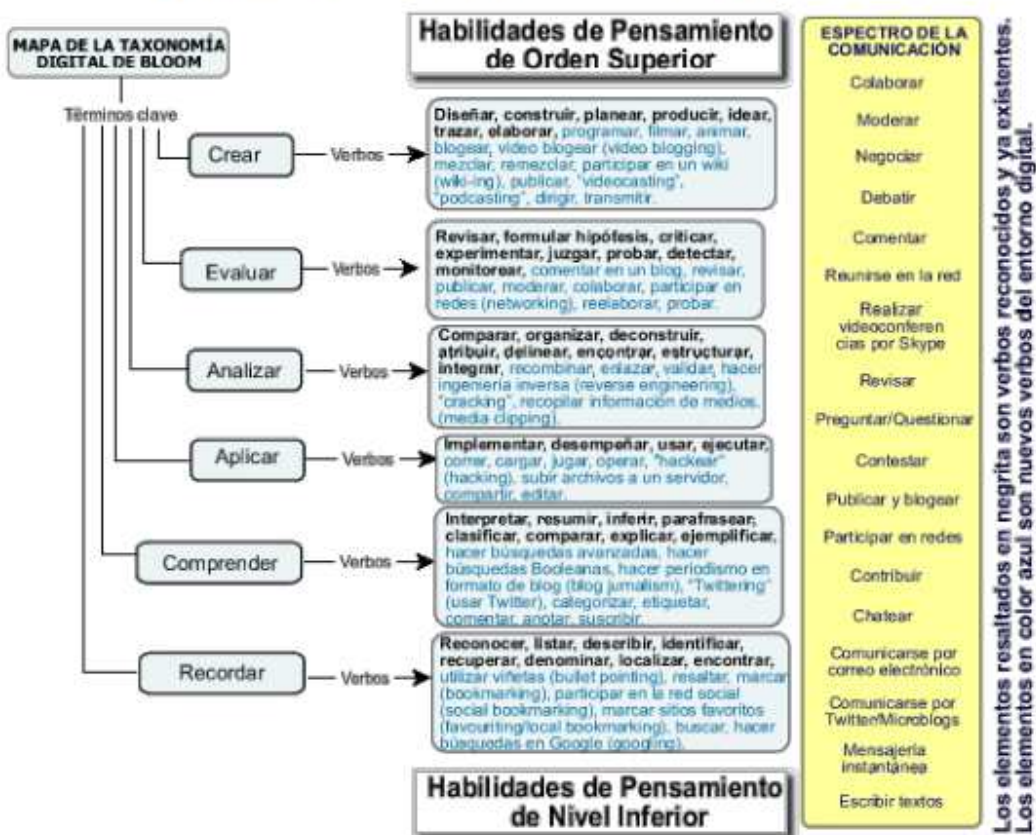 MAPA DE LA TAXONOMÍA
DIGITAL DE BLOOM
Términos clave
Habilidades de Pensamiento
de Orden Superior
Crear
Verbos
Diseñar, construir, planear, producir, idear,
trazar, elaborar, programar, filmar, animar,
blogear, video blogear (video blogging),
mezclar, remezclar, participar en un wiki
(wiki-ing), publicar, "videocasting",
"podcasting", dirigir, transmitir.
Evaluar
Verbos
Revisar, formular hipófesis, criticar,
experimentar, juzgar, probar, detectar,
monitorear, comentar en un blog, revisar,
publicar, moderar, colaborar, participar en
redes (networking), reelaborar, probar.
Analizar
Verbos
Comparar, organizar, deconstruir,
atribuir, delinear, encontrar, estructurar,
integrar, recombinar, enlazar, validar, hacer
ingeniería inversa (reverse engineering),
"cracking", recopilar información de medios.
(media clipping).
Aplicar
Verbos
Implementar, desempeñar, usar, ejecutar,
correr, cargar, jugar, operar, "hackear"
(hacking), subir archivos a un servidor,
compartir, editar.
Comprender
Verbos
Interpretar, resumir, inferir, parafrasear,
clasificar, comparar, explicar, ejemplificar,
hacer búsquedas avanzadas, hacer
búsquedas Booleanas, hacer periodismo en
formato de blog (blog jurnalism), "Twittering"
(usar Twitter), categorizar, etiquetar,
comentar, anotar, suscribir.
Recordar
Verbos
Reconocer, listar, describir, identificar,
recuperar, denominar, localizar, encontrar,
utilizar viñetas (bullet pointing), resaltar, marcar
(bookmarking), participar en la red social
(social bookmarking), marcar sitios favoritos
(favouriting/local bookmarking), buscar, hacer
búsquedas en Google (googling).
Habilidades de Pensamiento
de Nivel Inferior
ESPECTRO DE LA
COMUNICACIÓN
Colaborar
Moderar
Negociar
Debatir
Comentar
Reunirse en la red
Realizar
videoconferen
cias por Skype
Revisar
Preguntar/Questionar
Contestar
Publicar y blogear
Participar en redes
Contribuir
Chatear
Comunicarse por
correo electrónico
Comunicarse por
Twitter/Microblogs
Mensajería
instantánea
Escribir textos
Los elementos resaltados en negrita son verbos reconocidos y ya existentes.
Los elementos en color azul son nuevos verbos del entorno digital.